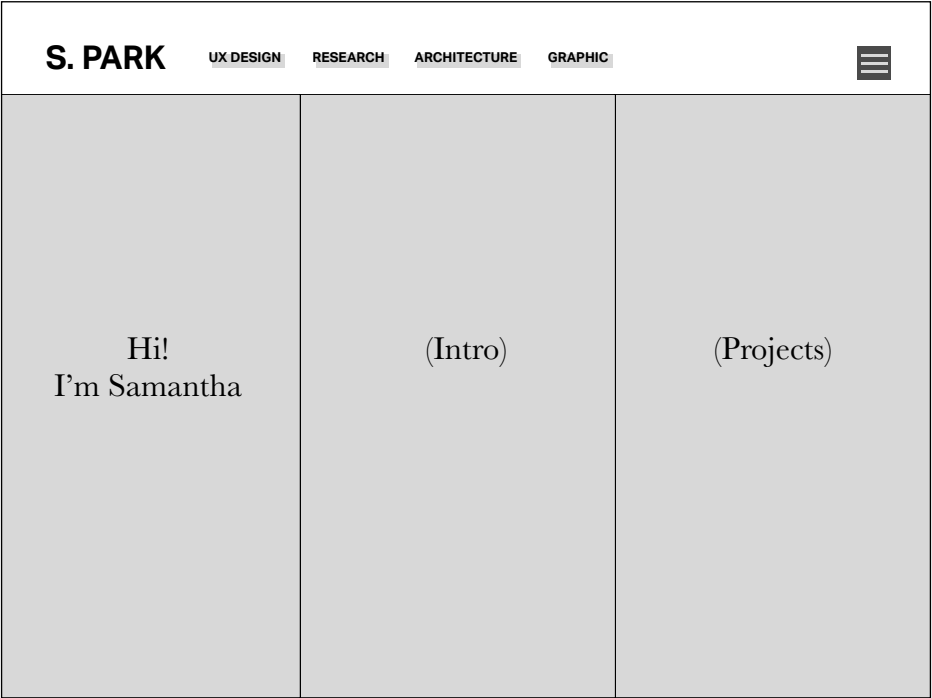 S. PARK
UX DESIGN
RESEARCH
ARCHITECTURE
GRAPHIC
Hi!
I’m Samantha
(Intro)
(Projects)